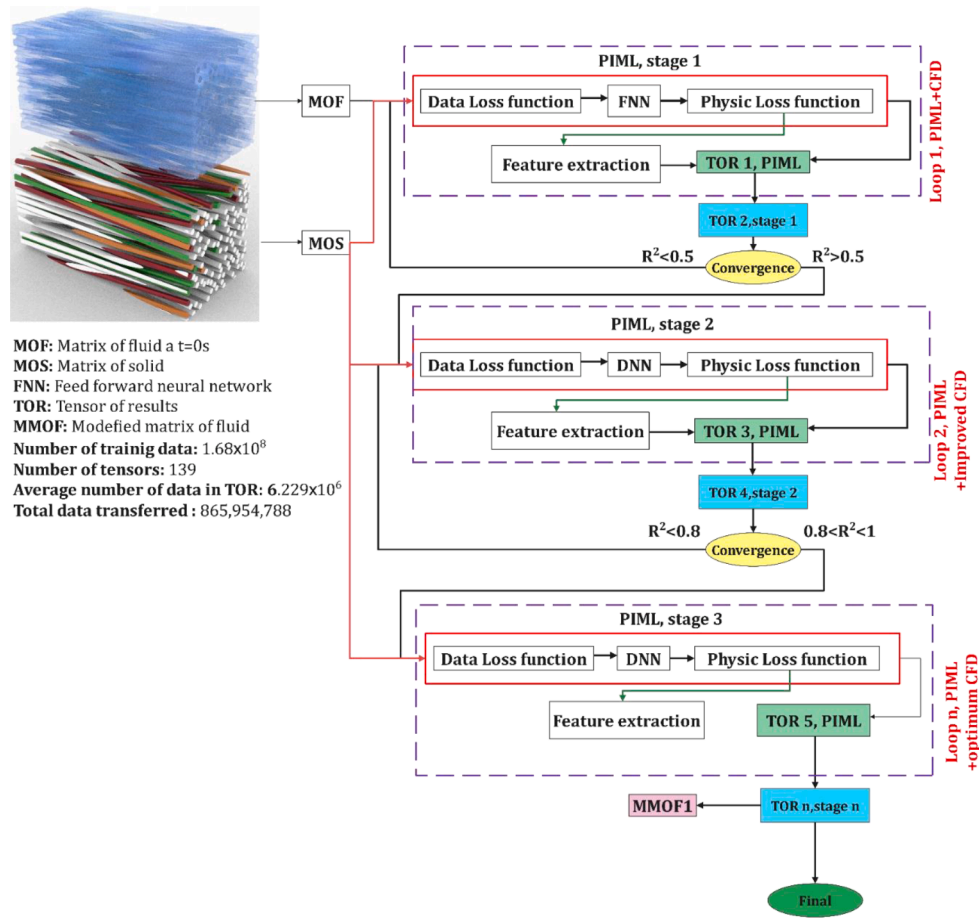 PIML, stage 1
Data Loss function
FNN
Physic Loss function
Feature extraction
TOR 1, PIML
Loop 1, PIML+CFD
MOF
MOS
TOR 2,stage 1
R²<0.5
Convergence
R²>0.5
MOF: Matrix of fluid a t=0s
MOS: Matrix of solid
FNN: Feed forward neural network
TOR: Tensor of results
MMOF: Modefied matrix of fluid
Number of trainig data: 1.68x10⁸
Number of tensors: 139
Average number of data in TOR: 6.229x10⁶
Total data transferred : 865,954,788
PIML, stage 2
Data Loss function
DNN
Physic Loss function
Feature extraction
TOR 3, PIML
Loop 2, PIML
+Improved CFD
TOR 4,stage 2
R²<0.8
Convergence
0.8<R²<1
PIML, stage 3
Data Loss function
DNN
Physic Loss function
Feature extraction
TOR 5, PIML
Loop n, PIML
+optimum CFD
MMOF1
TOR n,stage n
Final